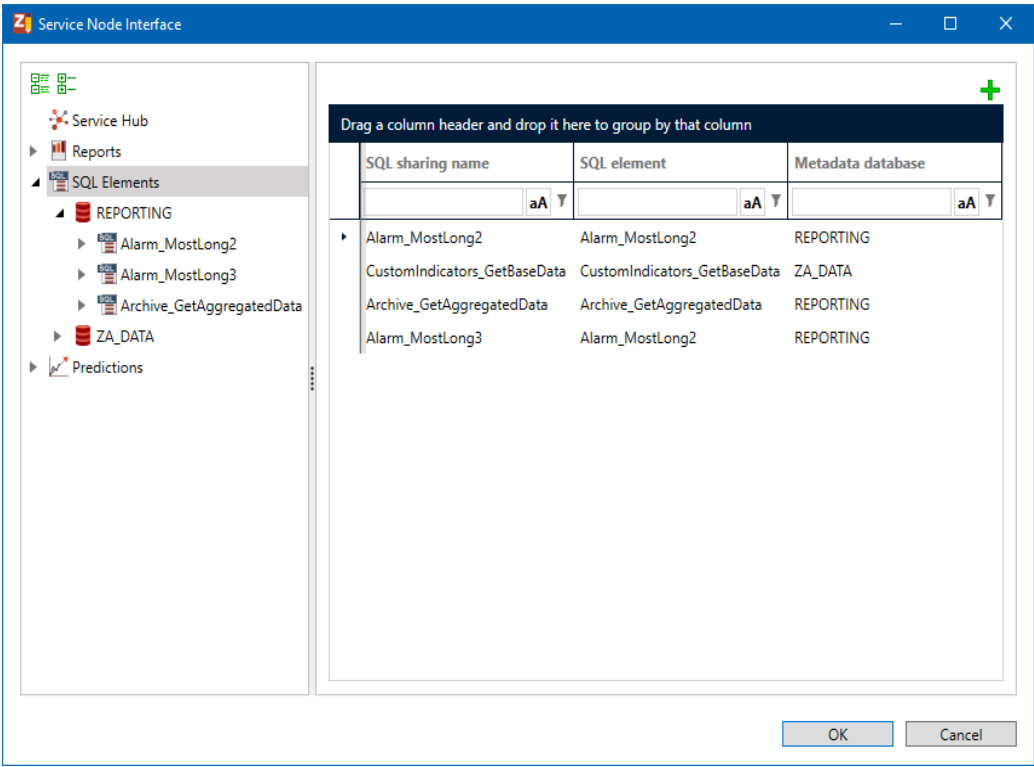 Service Node Interface
Service Hub
Reports
SQL Elements
REPORTING
Alarm_MostLong2
Alarm_MostLong3
Archive_GetAggregatedData
ZA_DATA
Predictions
Drag a column header and drop it here to group by that column
SQL sharing name SQL element Metadata database
aA aA aA
Alarm_MostLong2 Alarm_MostLong2 REPORTING
CustomIndicators_GetBaseData CustomIndicators_GetBaseData ZA_DATA
Archive_GetAggregatedData Archive_GetAggregatedData REPORTING
Alarm_MostLong3 Alarm_MostLong2 REPORTING
OK Cancel